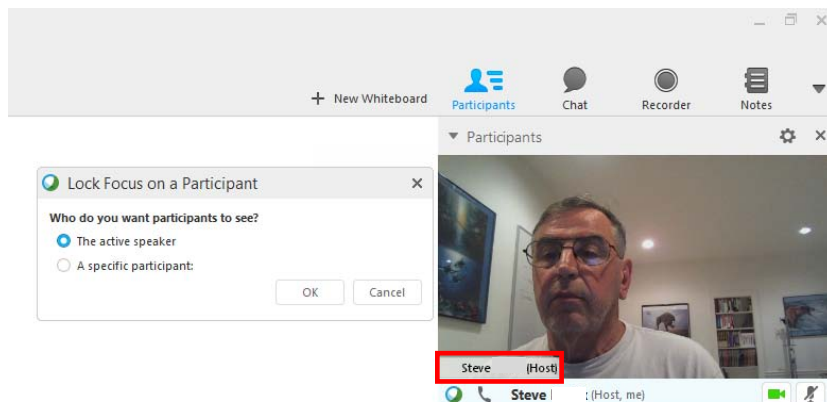 + New Whiteboard
Participants
Chat
Recorder
Notes
Participants
Lock Focus on a Participant
Who do you want participants to see?
The active speaker
A specific participant:
OK Cancel
Steve (Host)
Steve (Host, me)